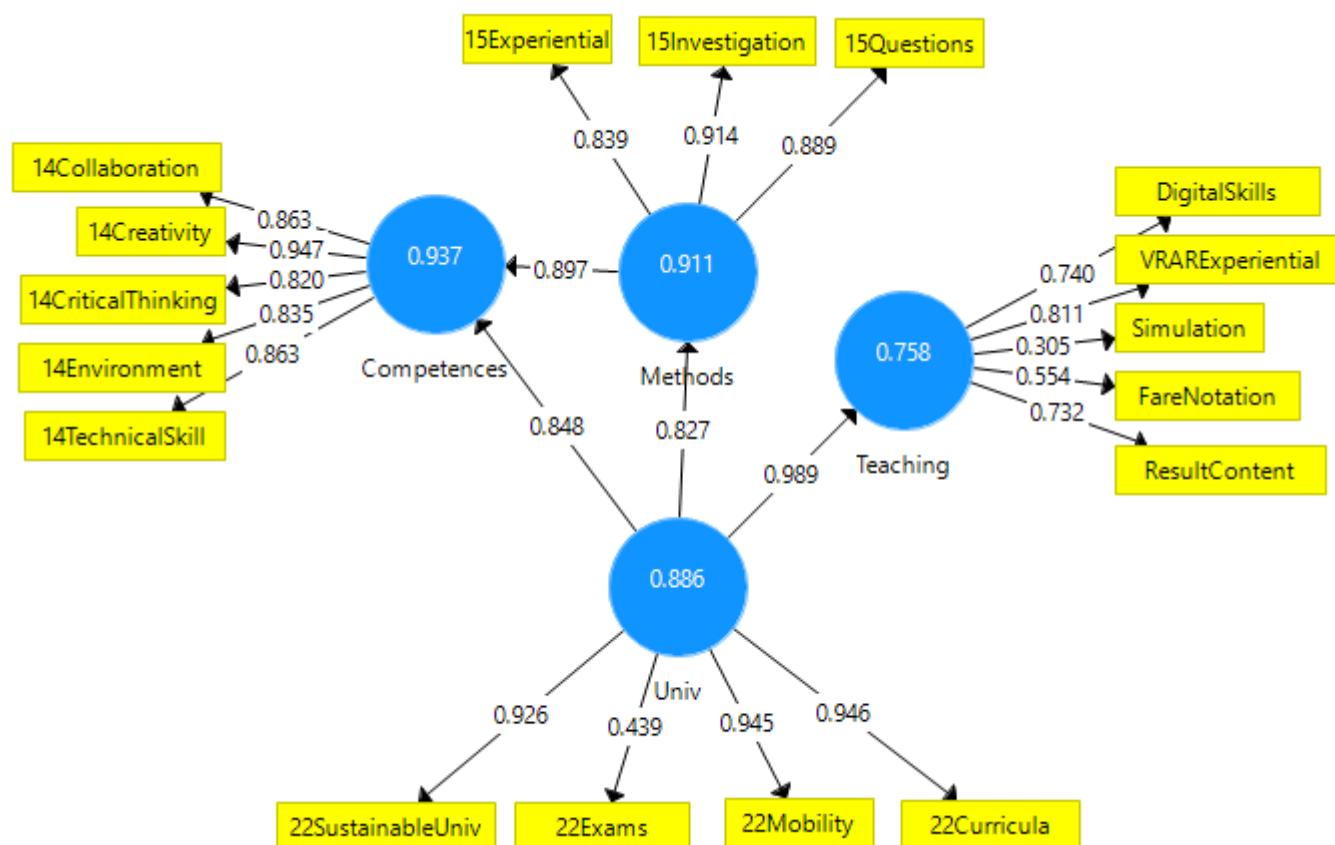 15Experiential
15Investigation
15Questions
0.839
0.914
0.889
14Collaboration
14Creativity
14CriticalThinking
14Environment
14TechnicalSkill
0.863
0.947
0.820
0.835
0.863
0.937
Competences
0.897
0.911
Methods
DigitalSkills
VRARExperiential
Simulation
FareNotation
ResultContent
0.740
0.811
0.305
0.554
0.732
0.758
Teaching
0.848
0.827
0.989
0.886
Univ
0.926
0.439
0.945
0.946
22SustainableUniv
22Exams
22Mobility
22Curricula